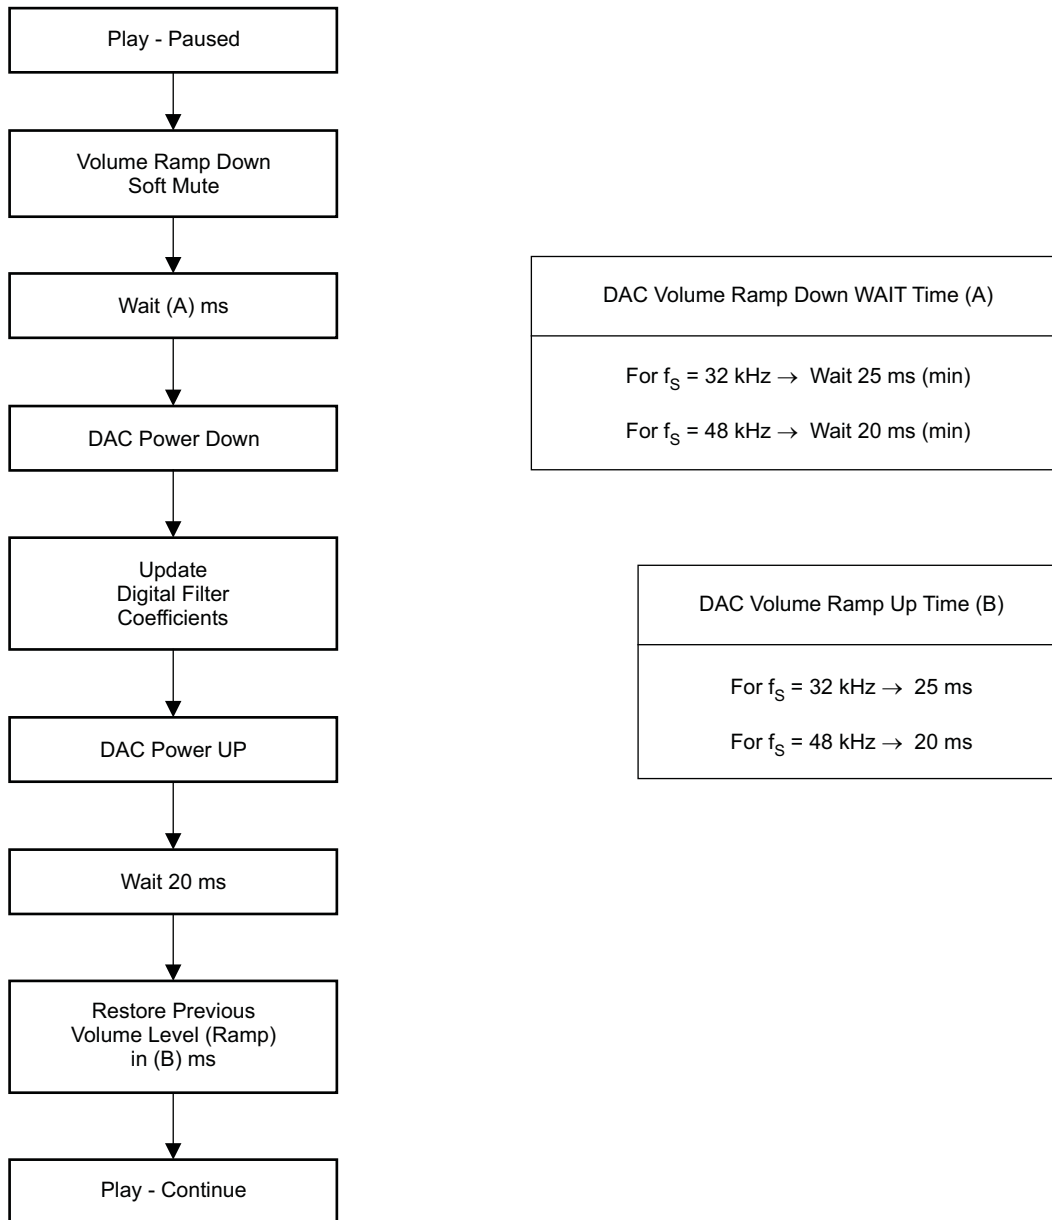 Play - Paused
Volume Ramp Down
Soft Mute
Wait (A) ms
DAC Power Down
Update
Digital Filter
Coefficients
DAC Power UP
Wait 20 ms
Restore Previous
Volume Level (Ramp)
in (B) ms
Play - Continue
DAC Volume Ramp Down WAIT Time (A)
For fS = 32 kHz → Wait 25 ms (min)
For fS = 48 kHz → Wait 20 ms (min)
DAC Volume Ramp Up Time (B)
For fS = 32 kHz → 25 ms
For fS = 48 kHz → 20 ms